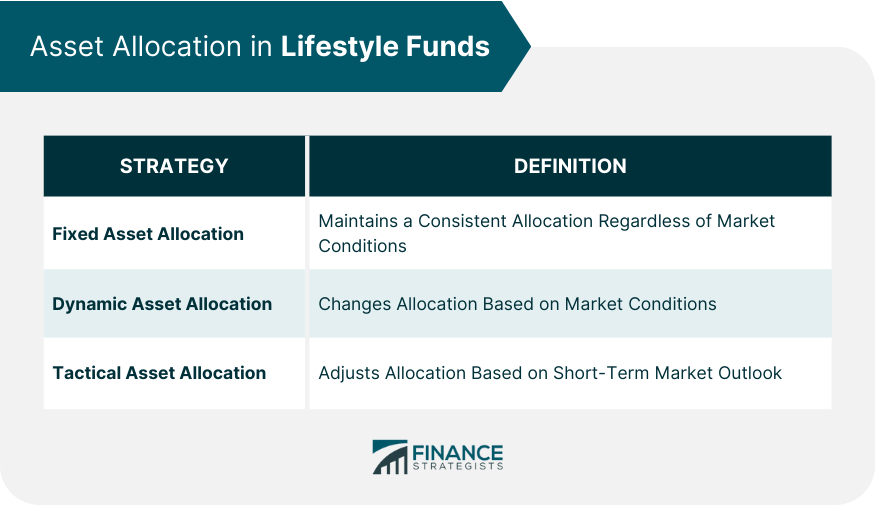 Asset Allocation in Lifestyle Funds
STRATEGY
DEFINITION
Fixed Asset Allocation
Maintains a Consistent Allocation Regardless of Market
Conditions
Dynamic Asset Allocation
Changes Allocation Based on Market Conditions
Tactical Asset Allocation
Adjusts Allocation Based on Short-Term Market Outlook
FINANCE
STRATEGISTS